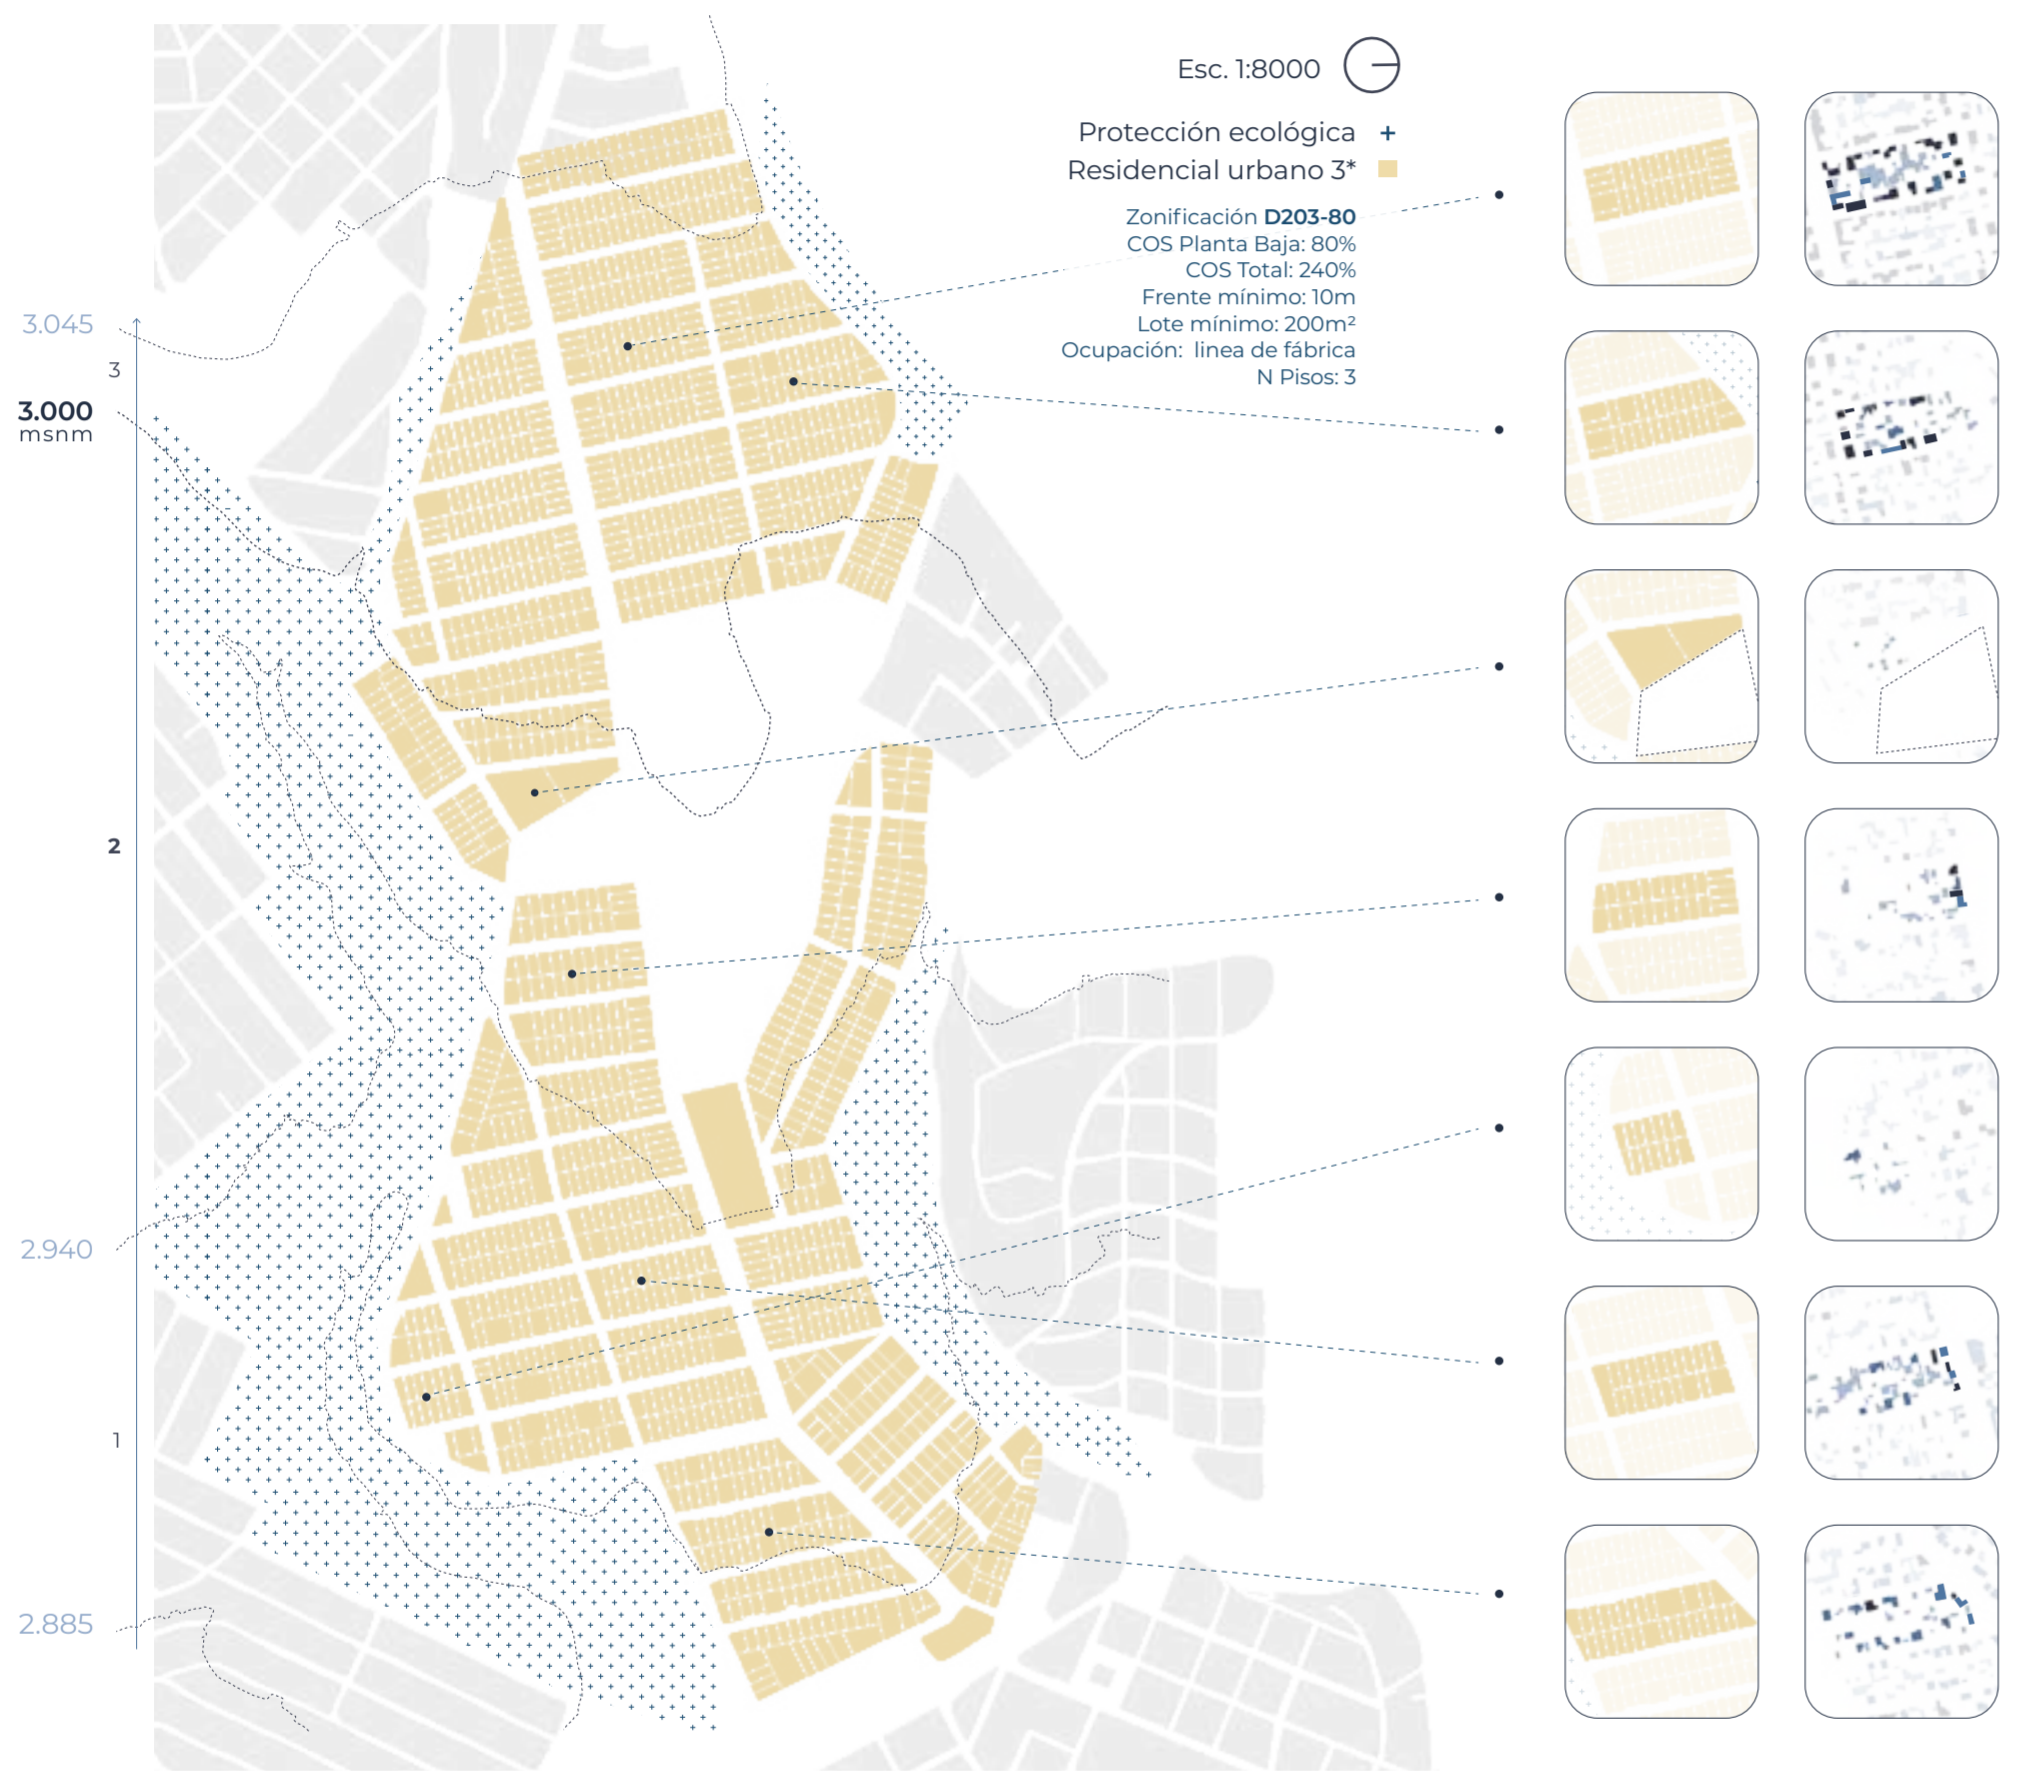 Esc. 1:8000
Protección ecológica +
Residencial urbano 3*
Zonificación D203-80
COS Planta Baja: 80%
COS Total: 240%
Frente mínimo: 10m
Lote mínimo: 200m²
Ocupación: linea de fábrica
N Pisos: 3
3.045
3
3.000
msnm
2
2.940
1
2.885